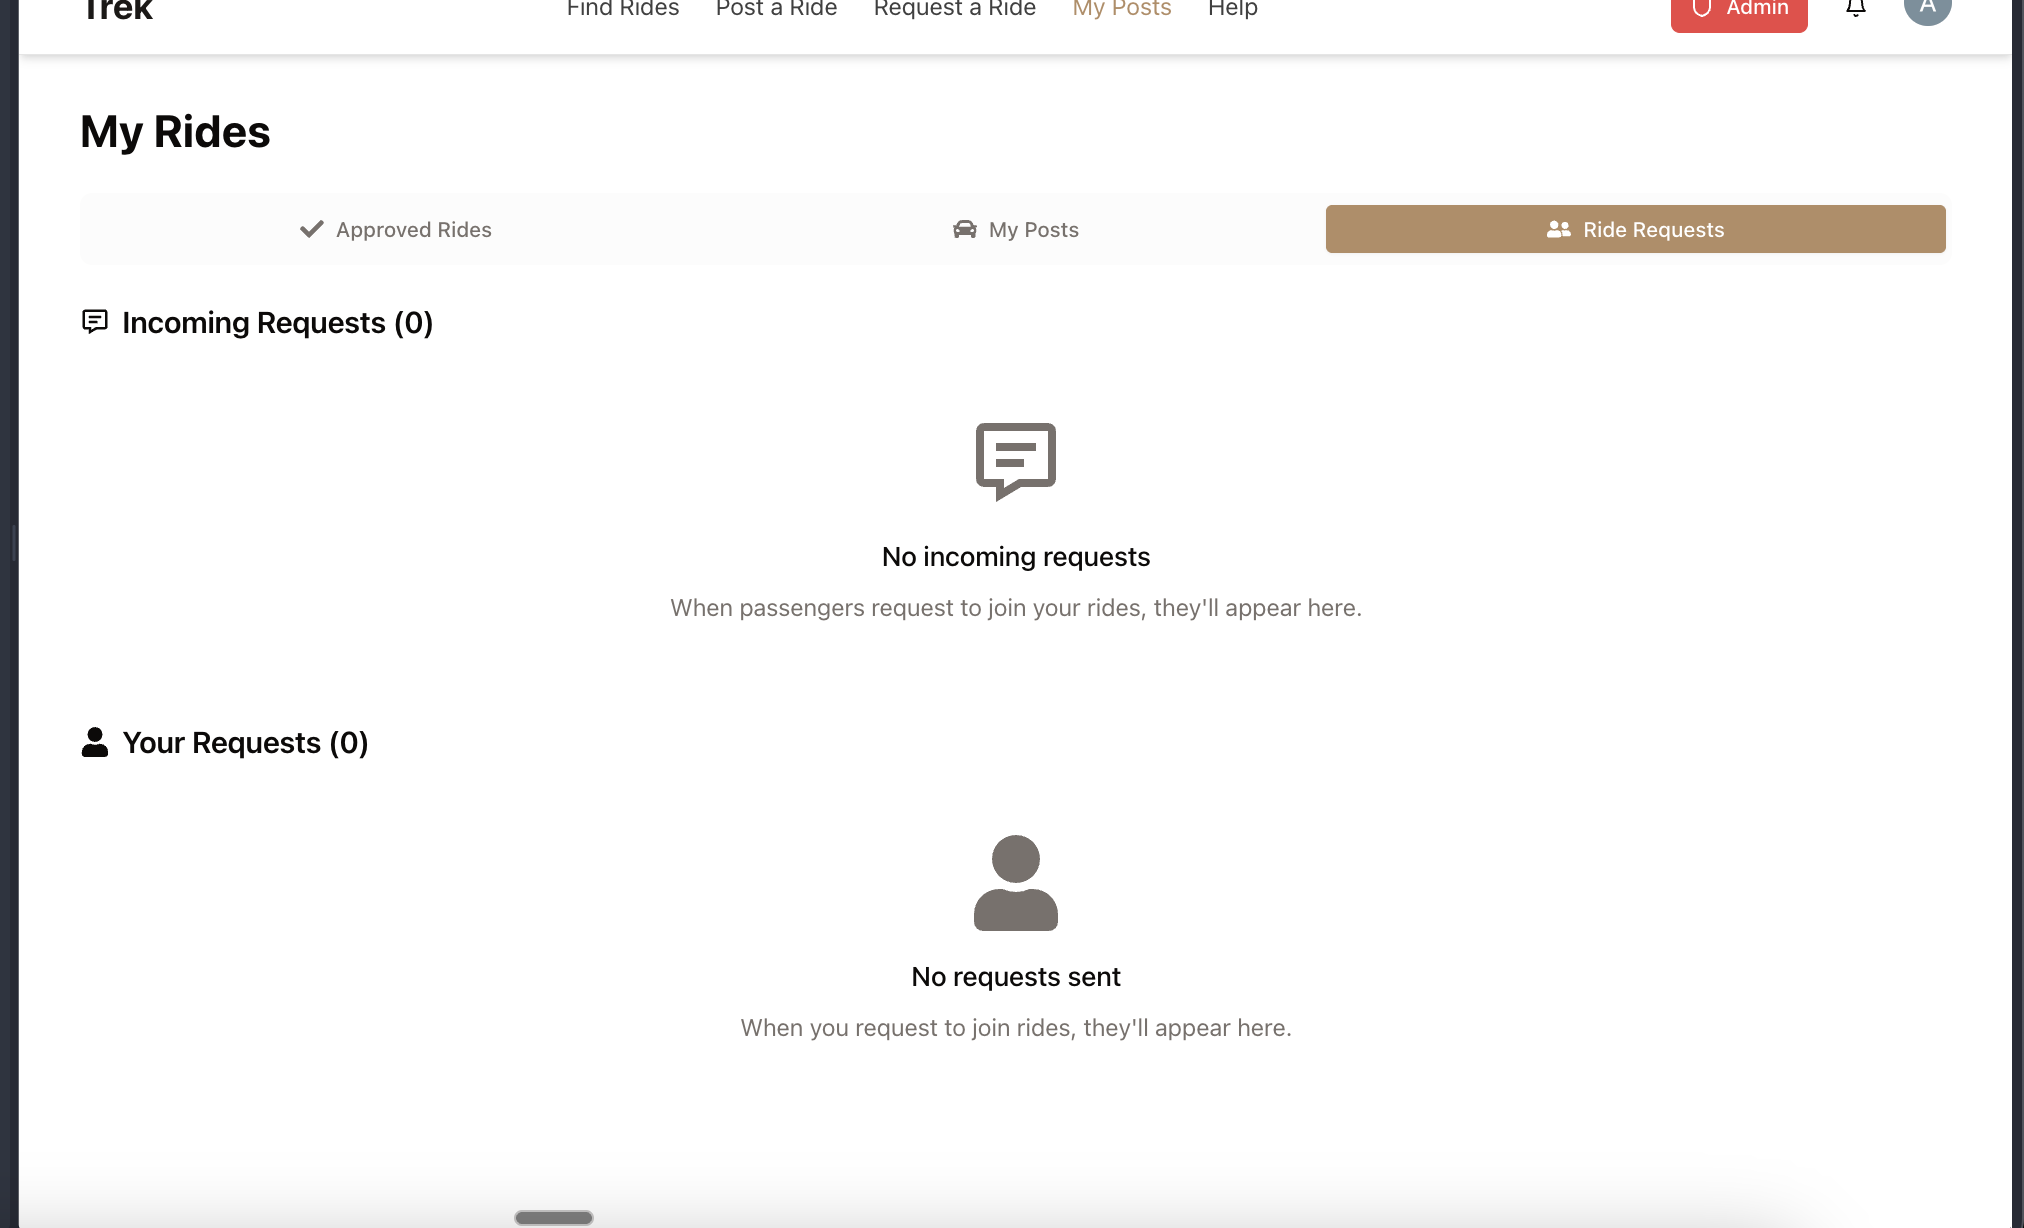 Trek
Find Rides Post a Ride Request a Ride My Posts Help
Admin
A
My Rides
Approved Rides
My Posts
Ride Requests
Incoming Requests (0)
No incoming requests
When passengers request to join your rides, they'll appear here.
Your Requests (0)
No requests sent
When you request to join rides, they'll appear here.